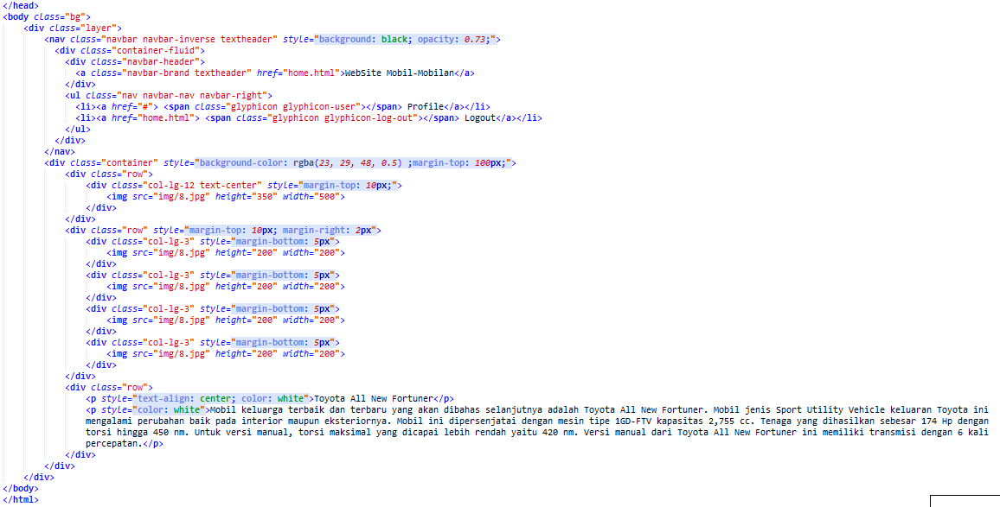 </head>
<body class="bg">
<div class="layer">
<nav class="navbar navbar-inverse textheader" style="background: black; opacity: 0.73;">
<div class="container-fluid">
<div class="navbar-header">
<a class="navbar-brand textheader" href="home.html">WebSite Mobil-Mobilan</a>
</div>
<ul class="nav navbar-nav navbar-right">
<li><a href="#"> <span class="glyphicon glyphicon-user"></span> Profile</a></li>
<li><a href="home.html"> <span class="glyphicon glyphicon-log-out"></span> Logout</a></li>
</ul>
</div>
</nav>
<div class="container" style="background-color: rgba(23, 29, 48, 0.5) ;margin-top: 100px;">
<div class="row">
<div class="col-lg-12 text-center" style="margin-top: 10px;">
<img src="img/8.jpg" height="350" width="500">
</div>
</div>
<div class="row" style="margin-top: 10px; margin-right: 2px">
<div class="col-lg-3" style="margin-bottom: 5px">
<img src="img/8.jpg" height="200" width="200">
</div>
<div class="col-lg-3" style="margin-bottom: 5px">
<img src="img/8.jpg" height="200" width="200">
</div>
<div class="col-lg-3" style="margin-bottom: 5px">
<img src="img/8.jpg" height="200" width="200">
</div>
<div class="col-lg-3" style="margin-bottom: 5px">
<img src="img/8.jpg" height="200" width="200">
</div>
</div>
<div class="row">
<p style="text-align: center; color: white">Toyota All New Fortuner</p>
<p style="color: white">Mobil keluarga terbaik dan terbaru yang akan dibahas selanjutnya adalah Toyota All New Fortuner. Mobil jenis Sport Utility Vehicle keluaran Toyota ini
mengalami perubahan baik pada interior maupun eksteriornya. Mobil ini dipersenjatai dengan mesin tipe 1GD-FTV kapasitas 2,755 cc. Tenaga yang dihasilkan sebesar 174 Hp dengan
torsi hingga 450 nm. Untuk versi manual, torsi maksimal yang dicapai lebih rendah yaitu 420 nm. Versi manual dari Toyota All New Fortuner ini memiliki transmisi dengan 6 kali
percepatan.</p>
</div>
</div>
</div>
</body>
</html>